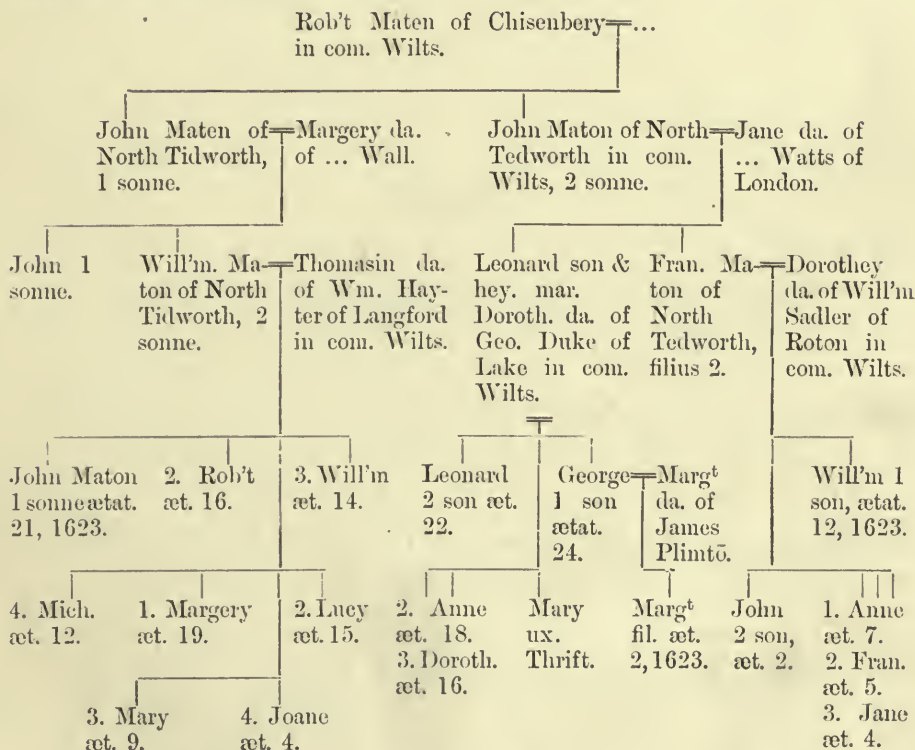 Rob't Maten of Chisenbery=...
in com. Wilts.
John Maten of=Margery da.
North Tidworth, of ... Wall.
1 sonne.
John Maton of North=Jane da. of
Tedworth in com. ... Watts of
Wilts, 2 sonne. London.
John 1
sonne.
Will'm. Ma-=Thomasin da.
ton of North of Wm. Hay-
Tidworth, 2 ter of Langford
sonne. in com. Wilts.
Leonard son &
hey. mar.
Doroth. da. of
Geo. Duke of
Lake in com.
Wilts.
Fran. Ma-=Dorothey
ton of da. of Will'm
North Sadler of
Tedworth, Roton in
filius 2. com. Wilts.
John Maton
1 sonne ætat.
21, 1623.
2. Rob't
æt. 16.
3. Will'm
æt. 14.
Leonard
2 son æt.
22.
George=Margᵗ
1 son da. of
ætat. James
24. Plimtō.
Will'm 1
son, ætat.
12, 1623.
4. Mich.
æt. 12.
1. Margery
æt. 19.
2. Lucy
æt. 15.
2. Anne
æt. 18.
3. Doroth.
æt. 16.
Mary
ux.
Thrift.
Margᵗ
fil. æt.
2, 1623.
John
2 son,
æt. 2.
1. Anne
æt. 7.
2. Fran.
æt. 5.
3. Jane
æt. 4.
3. Mary
æt. 9.
4. Joane
æt. 4.